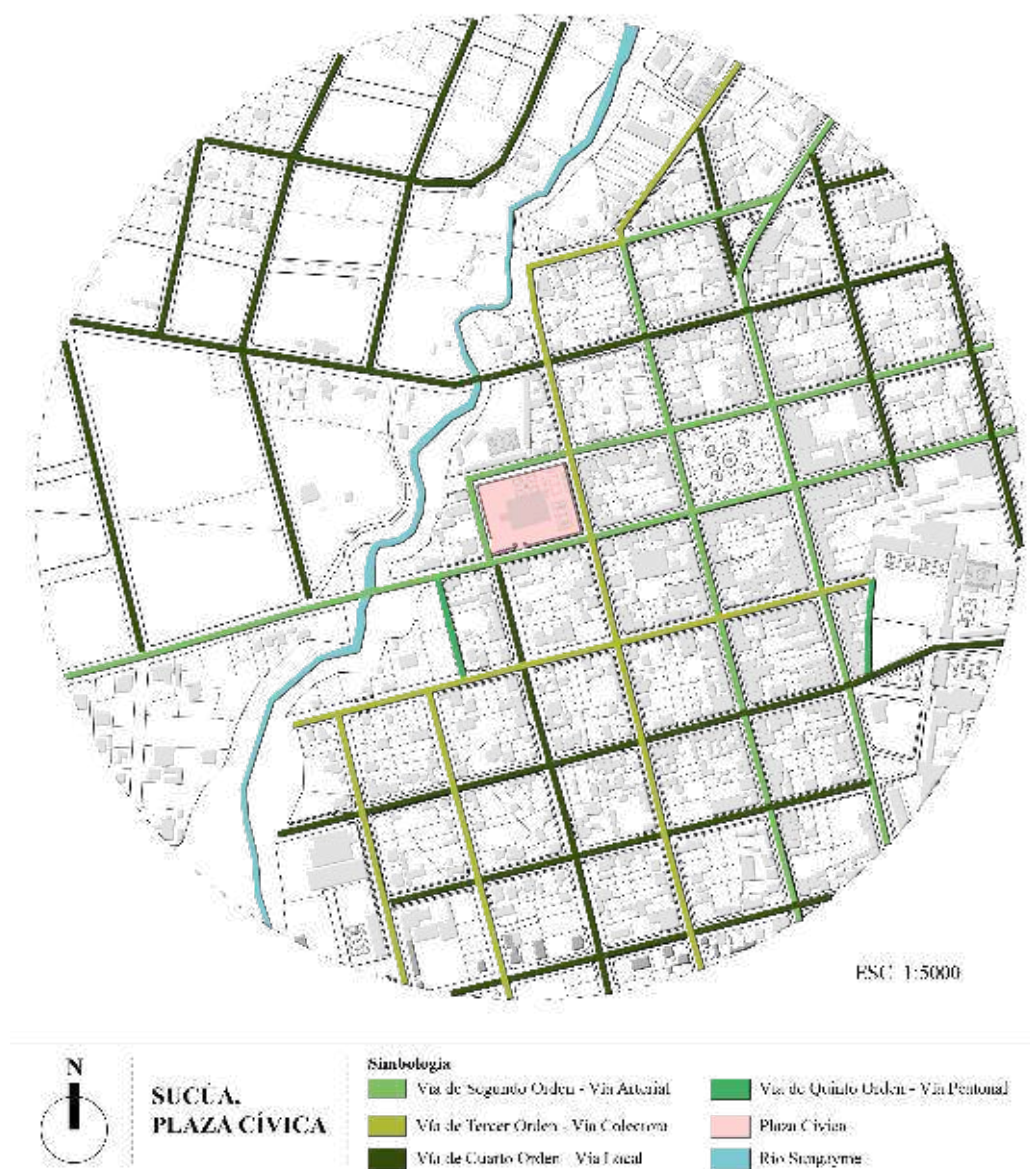 ESC 1:5000
N
SUCÚA.
PLAZA CÍVICA
Simbología
Vía de Segundo Orden - Vía Arterial
Vía de Tercer Orden - Vía Colectora
Vía de Cuarto Orden - Vía Local
Vía de Quinto Orden - Vía Peatonal
Plaza Cívica
Río